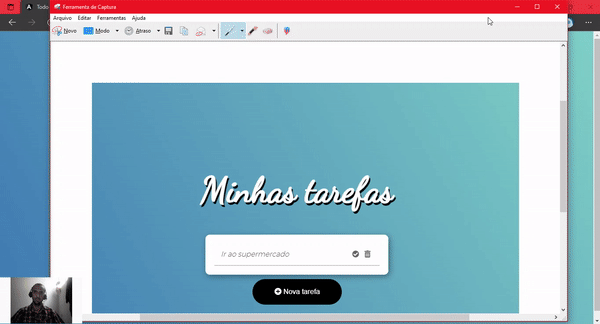 Todo
Ferramenta de Captura
Arquivo Editar Ferramentas Ajuda
Novo Modo Atraso
Minhas tarefas
Ir ao supermercado
Nova tarefa